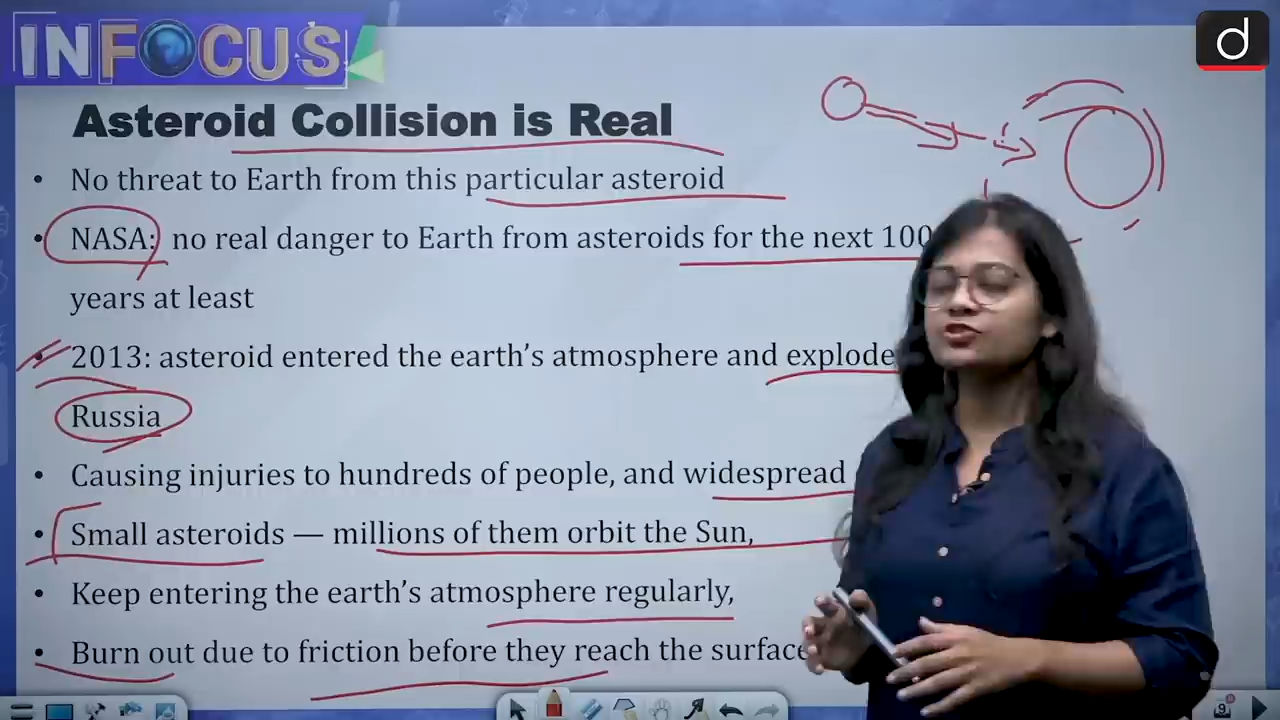 INFOCUS
d
Asteroid Collision is Real
• No threat to Earth from this particular asteroid
• NASA: no real danger to Earth from asteroids for the next 100
years at least
• 2013: asteroid entered the earth's atmosphere and explode
Russia
• Causing injuries to hundreds of people, and widespread
• Small asteroids — millions of them orbit the Sun,
• Keep entering the earth's atmosphere regularly,
• Burn out due to friction before they reach the surface
9